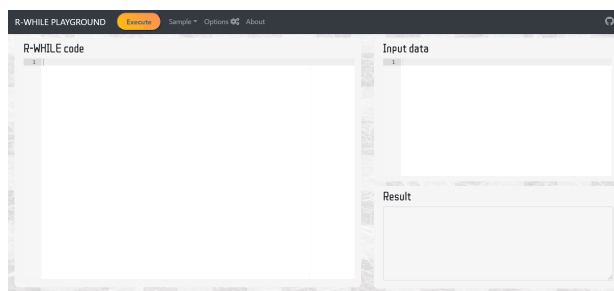 R-WHILE PLAYGROUND Execute Sample Options About
R-WHILE code
1
Input data
1
Result